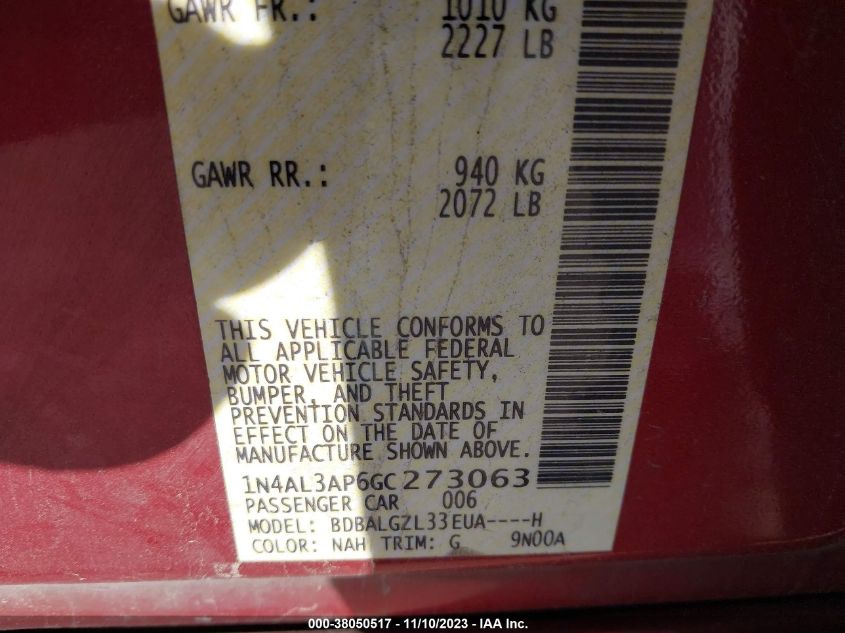 GAWR FR.: 1010 KG
2227 LB
GAWR RR.: 940 KG
2072 LB
THIS VEHICLE CONFORMS TO
ALL APPLICABLE FEDERAL
MOTOR VEHICLE SAFETY,
BUMPER, AND THEFT
PREVENTION STANDARDS IN
EFFECT ON THE DATE OF
MANUFACTURE SHOWN ABOVE.
1N4AL3AP6GC273063
PASSENGER CAR 006
MODEL: BDBALGZL33EUA----H
COLOR: NAH TRIM: G 9N00A
000-38050517 - 11/10/2023 - IAA Inc.